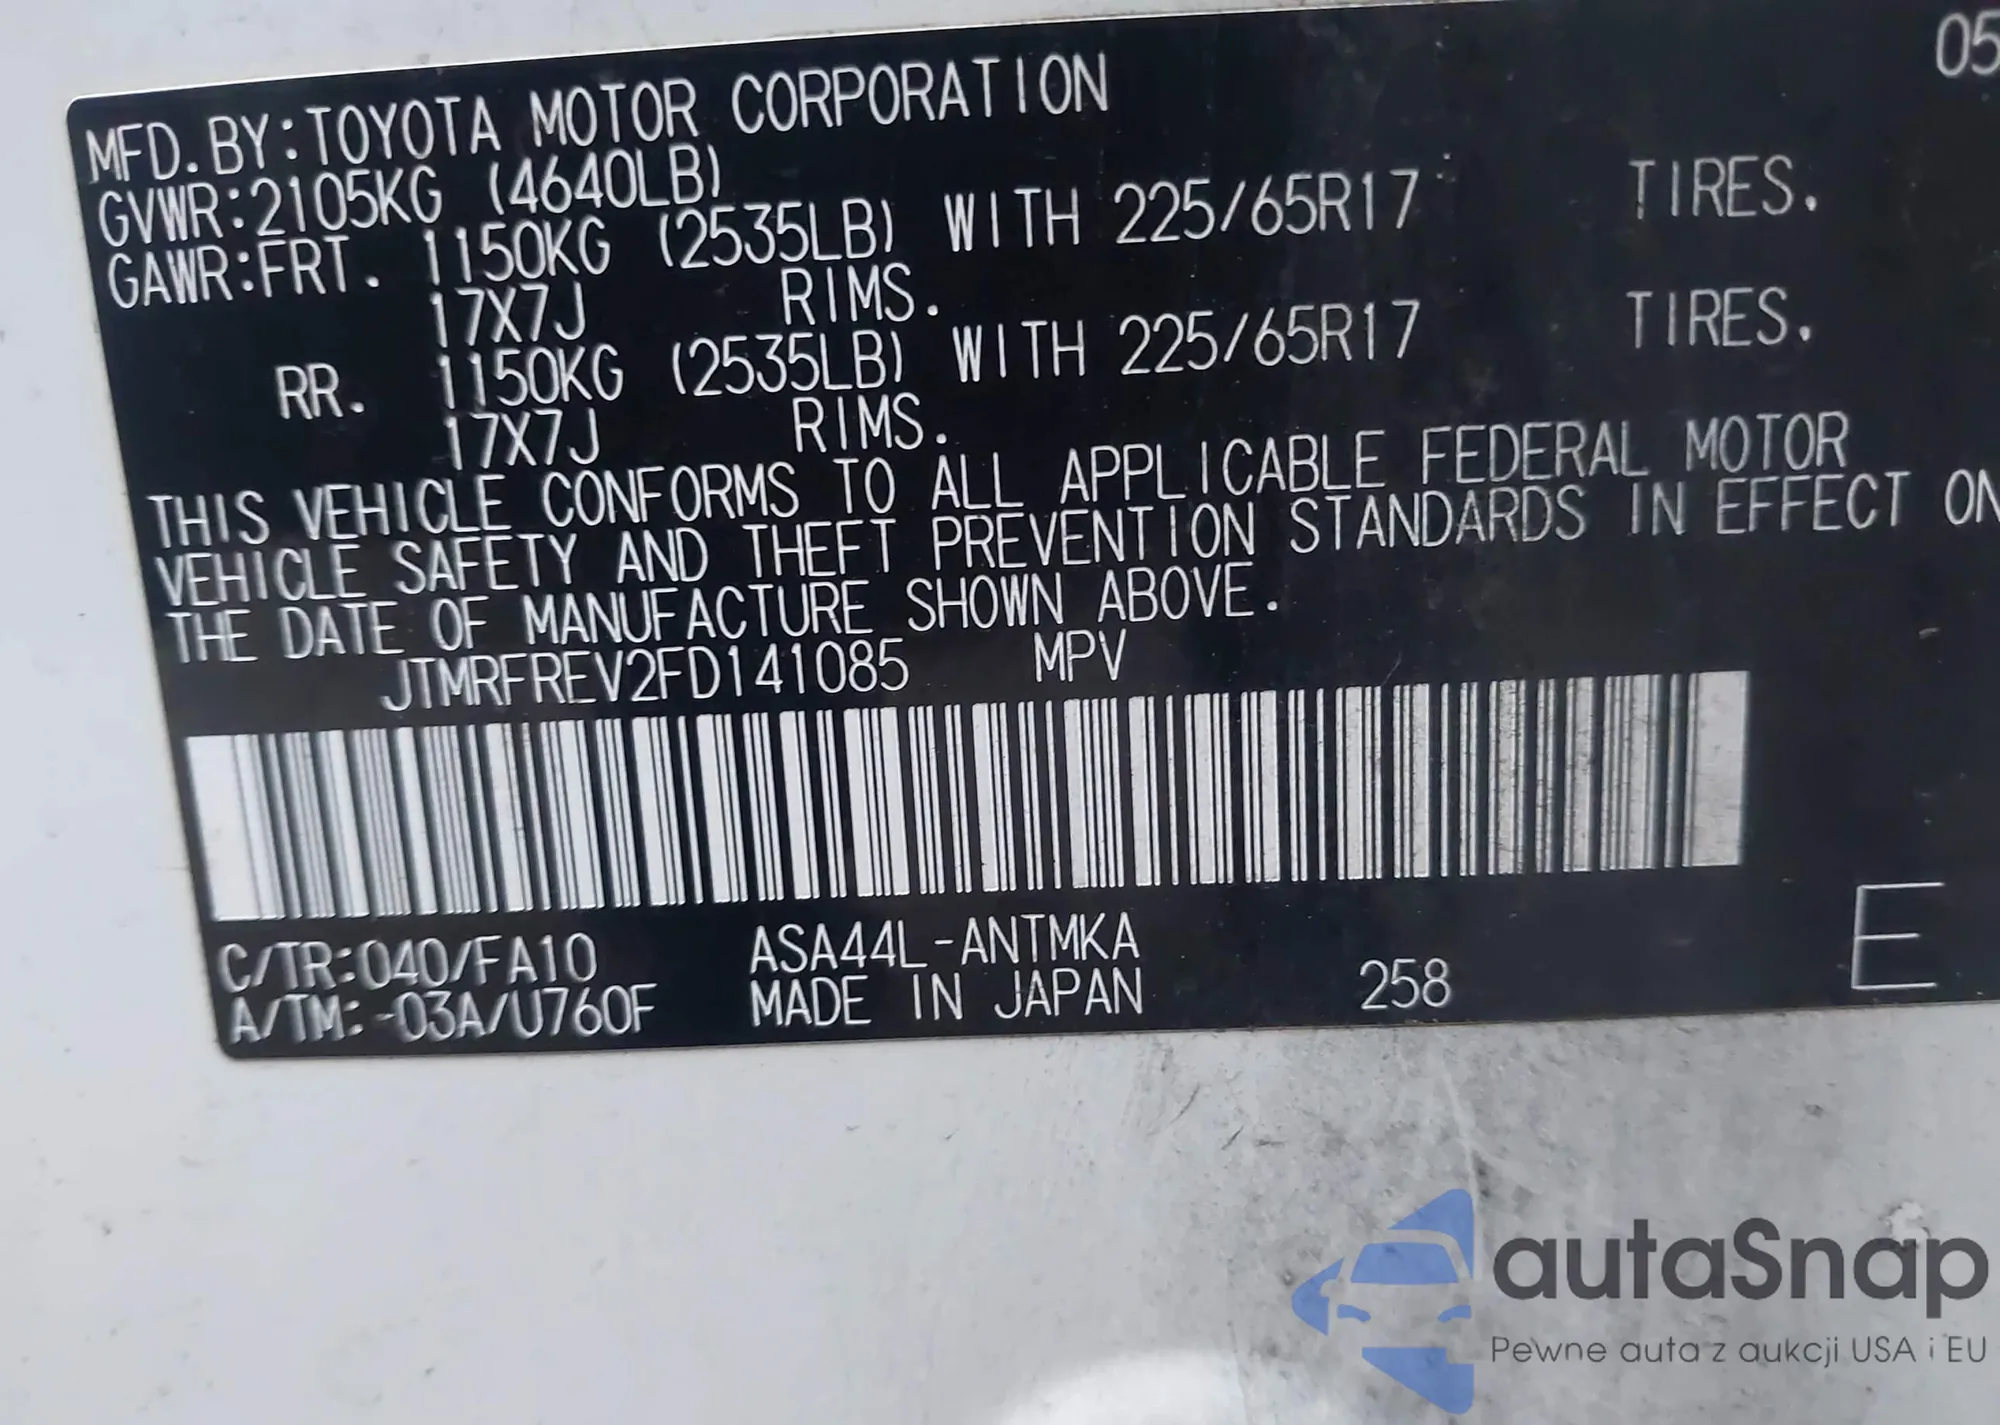 05
MFD.BY:TOYOTA MOTOR CORPORATION
GVWR:2105KG (4640LB)
GAWR:FRT. 1150KG (2535LB) WITH 225/65R17 TIRES.
17X7J RIMS.
RR. 1150KG (2535LB) WITH 225/65R17 TIRES.
17X7J RIMS.
THIS VEHICLE CONFORMS TO ALL APPLICABLE FEDERAL MOTOR
VEHICLE SAFETY AND THEFT PREVENTION STANDARDS IN EFFECT ON
THE DATE OF MANUFACTURE SHOWN ABOVE.
JTMRFREV2FD141085 MPV
C/TR:040/FA10 ASA44L-ANTMKA
A/TM:-03A/U760F MADE IN JAPAN 258 E
autaSnap
Pewne auta z aukcji USA i EU